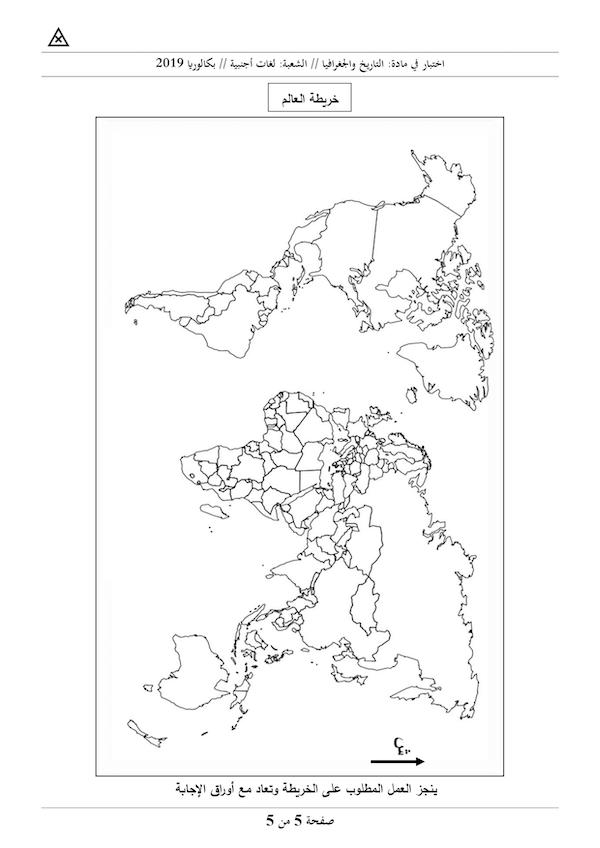 اختبار في مادة: التاريخ والجغرافيا // الشعبة: لغات أجنبية // بكالوريا 2019
خريطة العالم
ينجز العمل المطلوب على الخريطة وتعاد مع أوراق الإجابة
صفحة 5 من 5